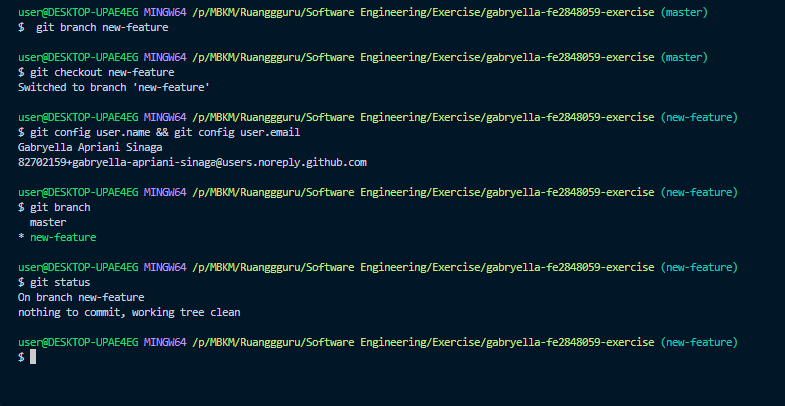 user@DESKTOP-UPAE4EG MINGW64 /p/MBKM/Ruanggguru/Software Engineering/Exercise/gabryella-fe2848059-exercise (master)
$  git branch new-feature
user@DESKTOP-UPAE4EG MINGW64 /p/MBKM/Ruanggguru/Software Engineering/Exercise/gabryella-fe2848059-exercise (master)
$ git checkout new-feature
Switched to branch 'new-feature'
user@DESKTOP-UPAE4EG MINGW64 /p/MBKM/Ruanggguru/Software Engineering/Exercise/gabryella-fe2848059-exercise (new-feature)
$ git config user.name && git config user.email
Gabryella Apriani Sinaga
82702159+gabryella-apriani-sinaga@users.noreply.github.com
user@DESKTOP-UPAE4EG MINGW64 /p/MBKM/Ruanggguru/Software Engineering/Exercise/gabryella-fe2848059-exercise (new-feature)
$ git branch
  master
* new-feature
user@DESKTOP-UPAE4EG MINGW64 /p/MBKM/Ruanggguru/Software Engineering/Exercise/gabryella-fe2848059-exercise (new-feature)
$ git status
On branch new-feature
nothing to commit, working tree clean
user@DESKTOP-UPAE4EG MINGW64 /p/MBKM/Ruanggguru/Software Engineering/Exercise/gabryella-fe2848059-exercise (new-feature)
$